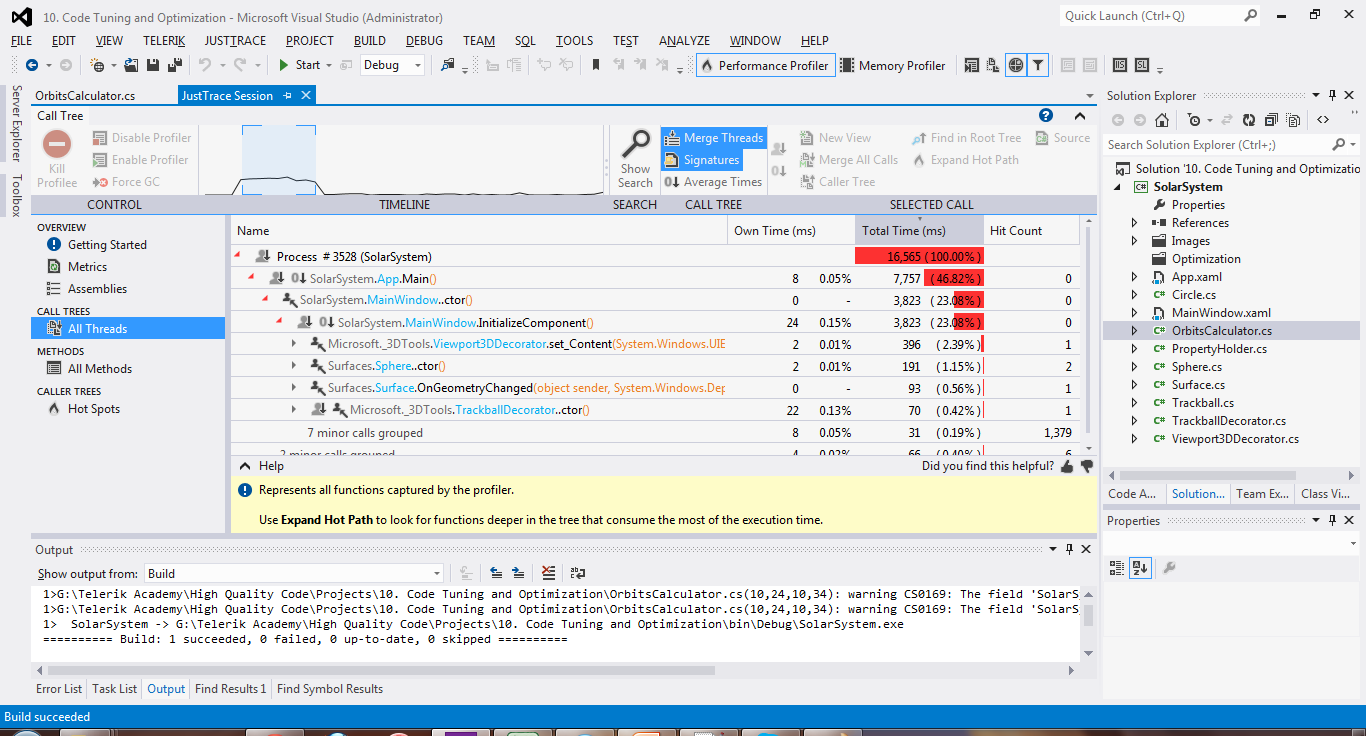 10. Code Tuning and Optimization - Microsoft Visual Studio (Administrator)
Quick Launch (Ctrl+Q)
FILE EDIT VIEW TELERIK JUSTTRACE PROJECT BUILD DEBUG TEAM SQL TOOLS TEST ANALYZE WINDOW HELP
Start Debug Performance Profiler Memory Profiler
Server Explorer
Toolbox
OrbitsCalculator.cs JustTrace Session
Call Tree
Kill Profilee
Disable Profiler
Enable Profiler
Force GC
Show Search
Merge Threads
Signatures
Average Times
New View
Merge All Calls
Caller Tree
Find in Root Tree
Expand Hot Path
Source
CONTROL TIMELINE SEARCH CALL TREE SELECTED CALL
OVERVIEW
Getting Started
Metrics
Assemblies
CALL TREES
All Threads
METHODS
All Methods
CALLER TREES
Hot Spots
Name Own Time (ms) Total Time (ms) Hit Count
Process # 3528 (SolarSystem) 16,565 (100.00%)
SolarSystem.App.Main() 8 0.05% 7,757 (46.82%) 0
SolarSystem.MainWindow..ctor() 0 - 3,823 (23.08%) 0
SolarSystem.MainWindow.InitializeComponent() 24 0.15% 3,823 (23.08%) 0
Microsoft._3DTools.Viewport3DDecorator.set_Content(System.Windows.UIE 2 0.01% 396 (2.39%) 1
Surfaces.Sphere..ctor() 2 0.01% 191 (1.15%) 2
Surfaces.Surface.OnGeometryChanged(object sender, System.Windows.Dep 0 - 93 (0.56%) 1
Microsoft._3DTools.TrackballDecorator..ctor() 22 0.13% 70 (0.42%) 1
7 minor calls grouped 8 0.05% 31 (0.19%) 1,379
2 minor calls grouped 4 0.02% 66 (0.40%) 6
Help Did you find this helpful?
Represents all functions captured by the profiler.
Use Expand Hot Path to look for functions deeper in the tree that consume the most of the execution time.
Output
Show output from: Build
1>G:\Telerik Academy\High Quality Code\Projects\10. Code Tuning and Optimization\OrbitsCalculator.cs(10,24,10,34): warning CS0169: The field 'SolarS
1>G:\Telerik Academy\High Quality Code\Projects\10. Code Tuning and Optimization\OrbitsCalculator.cs(10,24,10,34): warning CS0169: The field 'SolarS
1> SolarSystem -> G:\Telerik Academy\High Quality Code\Projects\10. Code Tuning and Optimization\bin\Debug\SolarSystem.exe
========== Build: 1 succeeded, 0 failed, 0 up-to-date, 0 skipped ==========
Error List Task List Output Find Results 1 Find Symbol Results
Build succeeded
Solution Explorer
Search Solution Explorer (Ctrl+;)
Solution '10. Code Tuning and Optimizatio
C# SolarSystem
Properties
References
Images
Optimization
App.xaml
C# Circle.cs
MainWindow.xaml
C# OrbitsCalculator.cs
C# PropertyHolder.cs
C# Sphere.cs
C# Surface.cs
C# Trackball.cs
C# TrackballDecorator.cs
C# Viewport3DDecorator.cs
Code A... Solution... Team Ex... Class Vi...
Properties